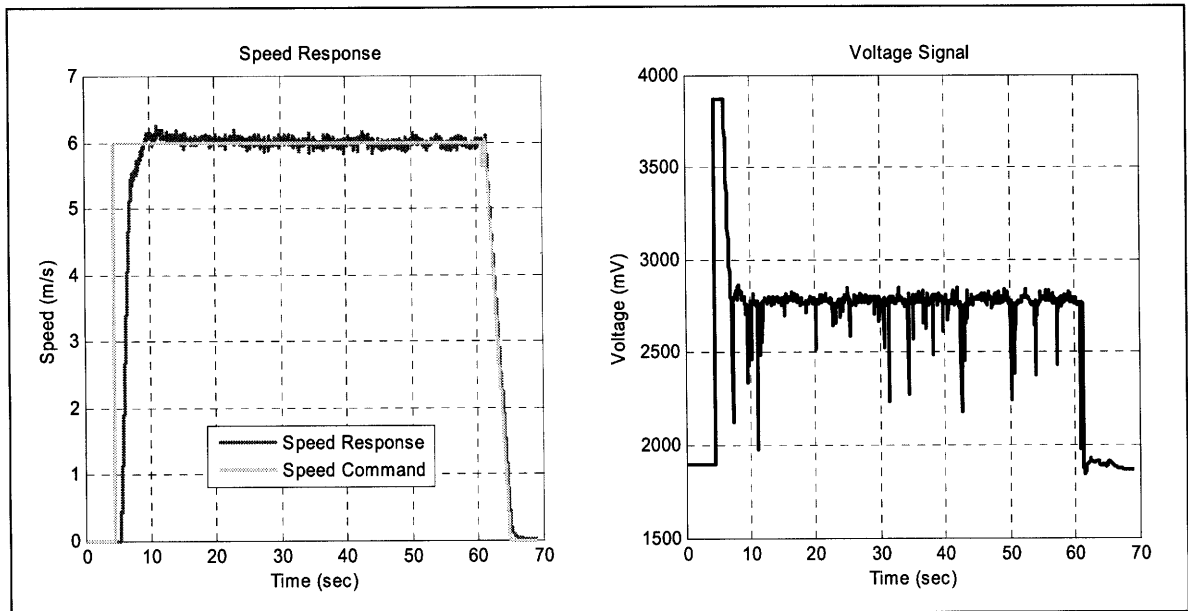 Speed Response
7
6
5
4
3
2
1
0
Speed (m/s)
Speed Response
Speed Command
0 10 20 30 40 50 60 70
Time (sec)
Voltage Signal
4000
3500
3000
2500
2000
1500
Voltage (mV)
0 10 20 30 40 50 60 70
Time (sec)